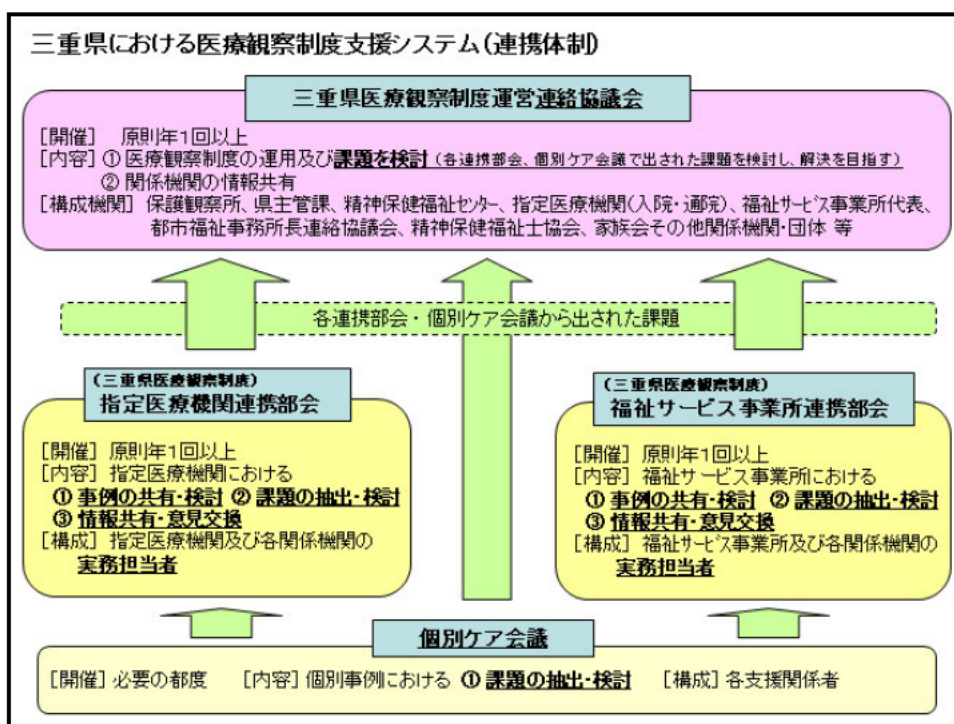 三重県における医療観察制度支援システム(連携体制)
三重県医療観察制度運営連絡協議会
[開催] 原則年1回以上
[内容] ① 医療観察制度の運用及び課題を検討(各連携部会、個別ケア会議で出された課題を検討し、解決を目指す)
② 関係機関の情報共有
[構成機関] 保護観察所、県主管課、精神保健福祉センター、指定医療機関(入院・通院)、福祉サービス事業所代表、
都市福祉事務所長連絡協議会、精神保健福祉士協会、家族会その他関係機関・団体 等
各連携部会・個別ケア会議から出された課題
(三重県医療観察制度)
指定医療機関連携部会
[開催] 原則年1回以上
[内容] 指定医療機関における
① 事例の共有・検討 ② 課題の抽出・検討
③ 情報共有・意見交換
[構成] 指定医療機関及び各関係機関の
実務担当者
(三重県医療観察制度)
福祉サービス事業所連携部会
[開催] 原則年1回以上
[内容] 福祉サービス事業所における
① 事例の共有・検討 ② 課題の抽出・検討
③ 情報共有・意見交換
[構成] 福祉サービス事業所及び各関係機関の
実務担当者
個別ケア会議
[開催] 必要の都度 [内容] 個別事例における ① 課題の抽出・検討 [構成] 各支援関係者